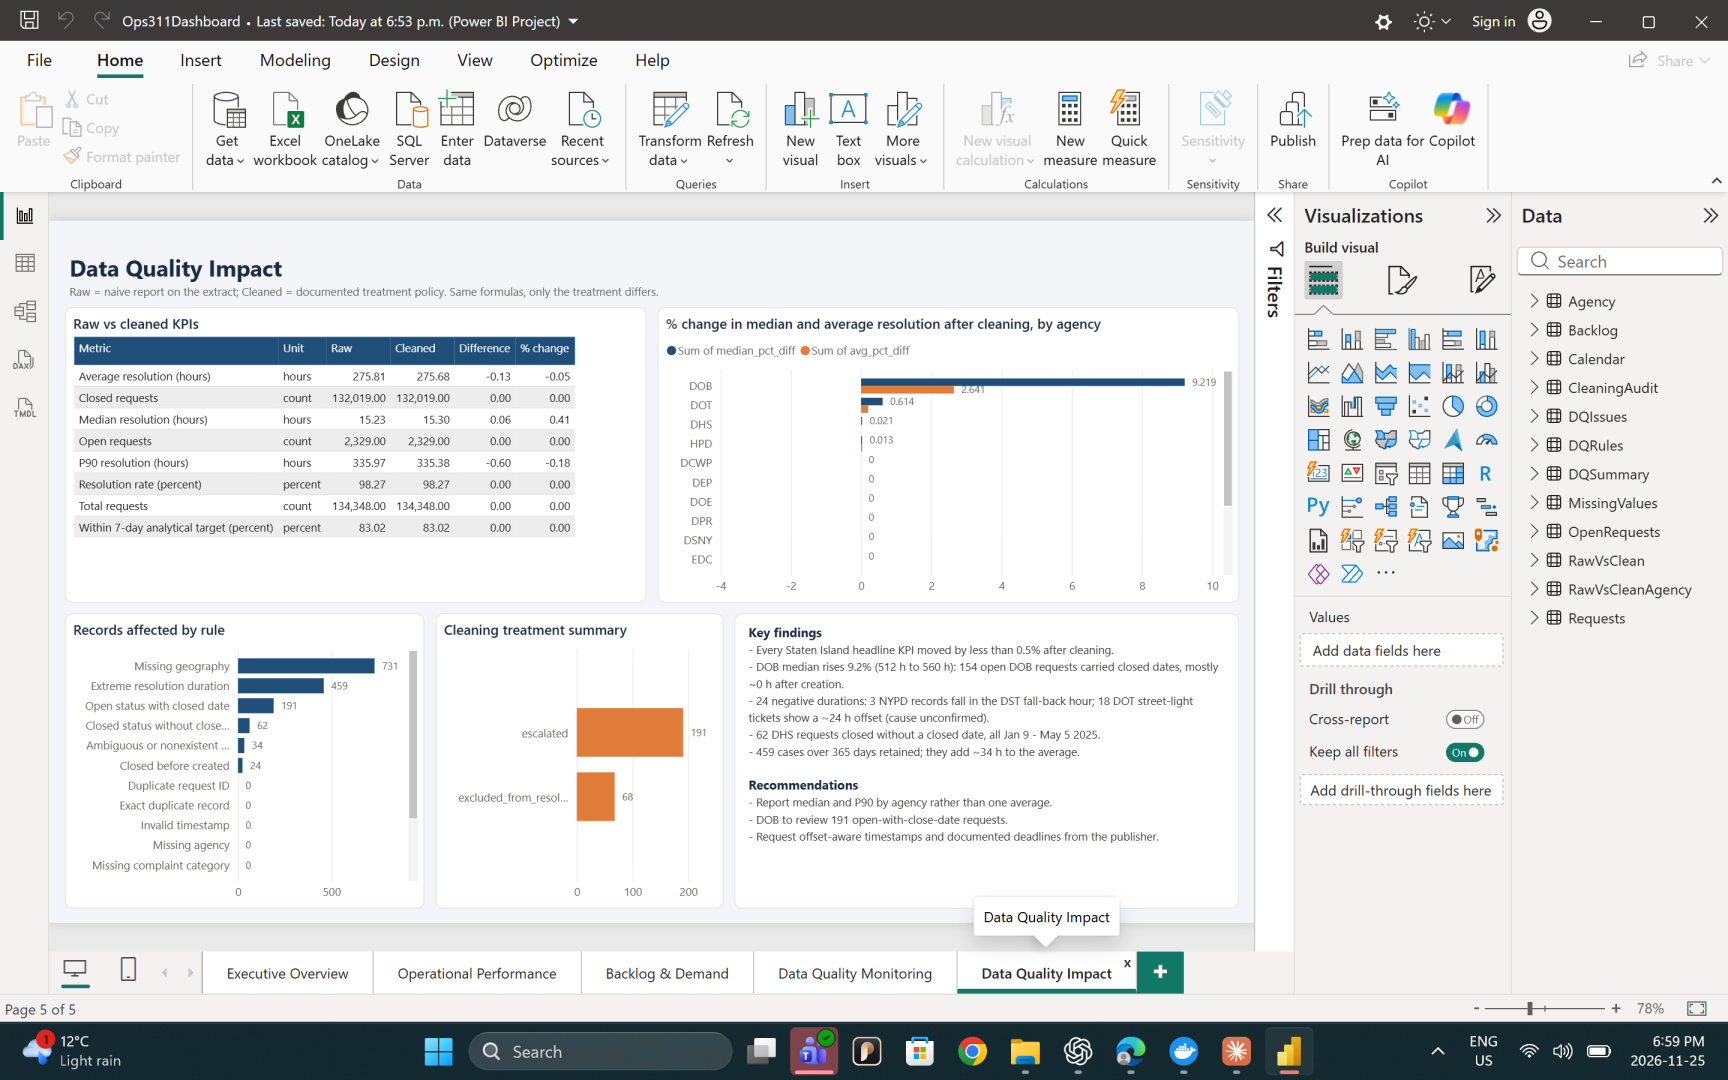 Ops311Dashboard • Last saved: Today at 6:53 p.m. (Power BI Project)
Sign in
File Home Insert Modeling Design View Optimize Help
Share
Paste
Cut
Copy
Format painter
Clipboard
Get data
Excel workbook
OneLake catalog
SQL Server
Enter data
Dataverse
Recent sources
Data
Transform data
Refresh
Queries
New visual
Text box
More visuals
Insert
New visual calculation
New measure
Quick measure
Calculations
Sensitivity
Sensitivity
Publish
Share
Prep data for AI
Copilot
Copilot
Data Quality Impact
Raw = naive report on the extract; Cleaned = documented treatment policy. Same formulas, only the treatment differs.
Raw vs cleaned KPIs
Metric Unit Raw Cleaned Difference % change
Average resolution (hours) hours 275.81 275.68 -0.13 -0.05
Closed requests count 132,019.00 132,019.00 0.00 0.00
Median resolution (hours) hours 15.23 15.30 0.06 0.41
Open requests count 2,329.00 2,329.00 0.00 0.00
P90 resolution (hours) hours 335.97 335.38 -0.60 -0.18
Resolution rate (percent) percent 98.27 98.27 0.00 0.00
Total requests count 134,348.00 134,348.00 0.00 0.00
Within 7-day analytical target (percent) percent 83.02 83.02 0.00 0.00
% change in median and average resolution after cleaning, by agency
Sum of median_pct_diff Sum of avg_pct_diff
DOB 9.219
2.641
DOT 0.614
DHS 0.021
HPD 0.013
DCWP 0
DEP 0
DOE 0
DPR 0
DSNY 0
EDC 0
-4 -2 0 2 4 6 8 10
Records affected by rule
Missing geography 731
Extreme resolution duration 459
Open status with closed date 191
Closed status without close... 62
Ambiguous or nonexistent ... 34
Closed before created 24
Duplicate request ID 0
Exact duplicate record 0
Invalid timestamp 0
Missing agency 0
Missing complaint category 0
0 500
Cleaning treatment summary
escalated 191
excluded_from_resol... 68
0 100 200
Key findings
- Every Staten Island headline KPI moved by less than 0.5% after cleaning.
- DOB median rises 9.2% (512 h to 560 h): 154 open DOB requests carried closed dates, mostly
~0 h after creation.
- 24 negative durations: 3 NYPD records fall in the DST fall-back hour; 18 DOT street-light
tickets show a ~24 h offset (cause unconfirmed).
- 62 DHS requests closed without a closed date, all Jan 9 - May 5 2025.
- 459 cases over 365 days retained; they add ~34 h to the average.
Recommendations
- Report median and P90 by agency rather than one average.
- DOB to review 191 open-with-close-date requests.
- Request offset-aware timestamps and documented deadlines from the publisher.
Data Quality Impact
Filters
Visualizations
Build visual
Values
Add data fields here
Drill through
Cross-report Off
Keep all filters On
Add drill-through fields here
Data
Search
Agency
Backlog
Calendar
CleaningAudit
DQIssues
DQRules
DQSummary
MissingValues
OpenRequests
RawVsClean
RawVsCleanAgency
Requests
DAX
TMDL
123
R
Py
Executive Overview
Operational Performance
Backlog & Demand
Data Quality Monitoring
Data Quality Impact x
+
Page 5 of 5
- + 78%
1
12°C
Light rain
Search
ENG
US
6:59 PM
2026-11-25